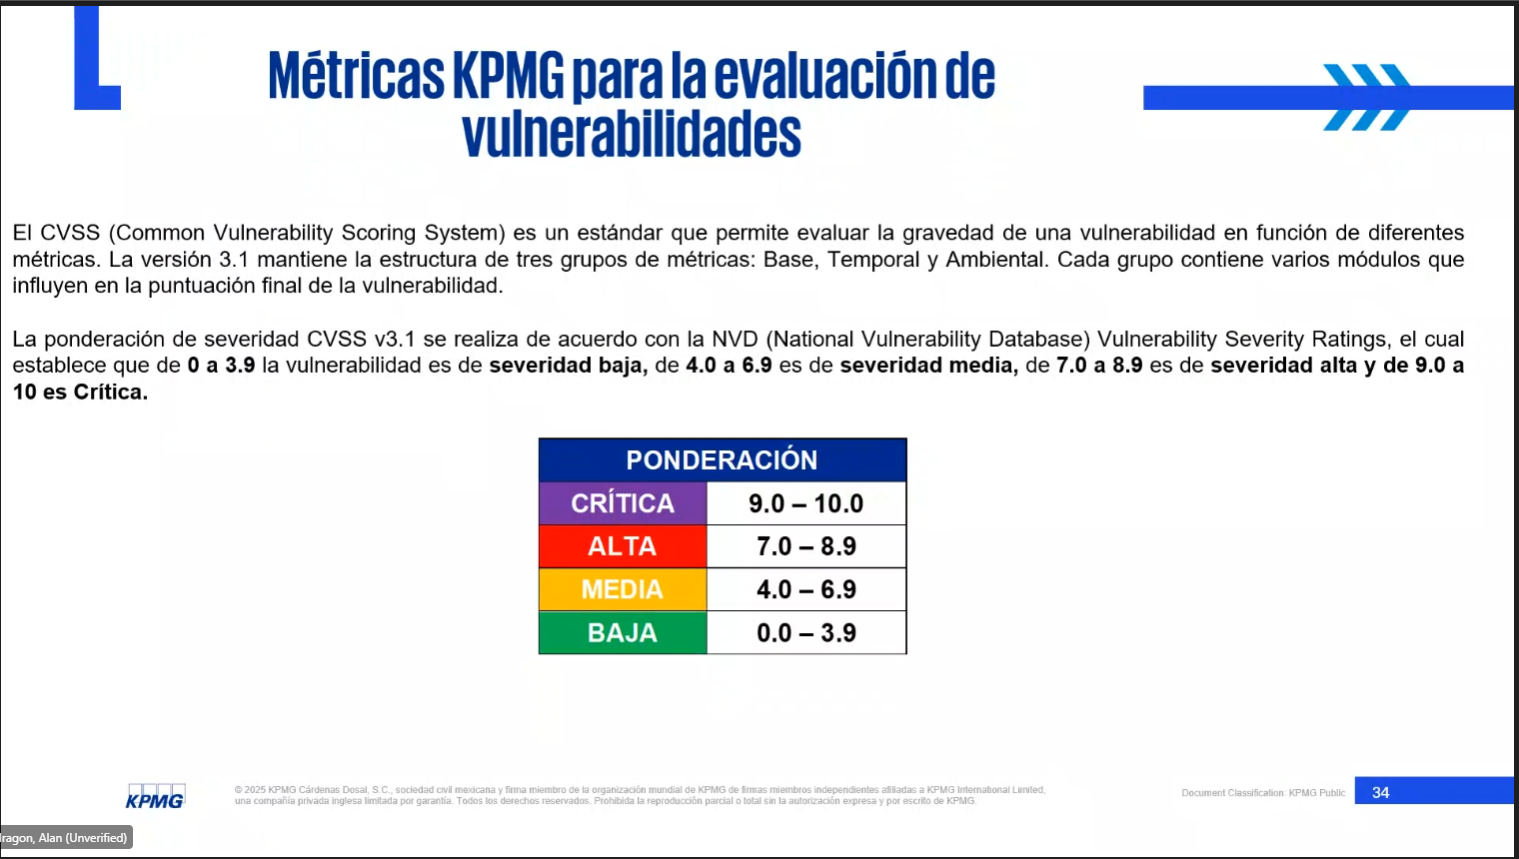 Métricas KPMG para la evaluación de
vulnerabilidades
El CVSS (Common Vulnerability Scoring System) es un estándar que permite evaluar la gravedad de una vulnerabilidad en función de diferentes
métricas. La versión 3.1 mantiene la estructura de tres grupos de métricas: Base, Temporal y Ambiental. Cada grupo contiene varios módulos que
influyen en la puntuación final de la vulnerabilidad.
La ponderación de severidad CVSS v3.1 se realiza de acuerdo con la NVD (National Vulnerability Database) Vulnerability Severity Ratings, el cual
establece que de 0 a 3.9 la vulnerabilidad es de severidad baja, de 4.0 a 6.9 es de severidad media, de 7.0 a 8.9 es de severidad alta y de 9.0 a
10 es Crítica.
PONDERACIÓN
CRÍTICA 9.0 – 10.0
ALTA 7.0 – 8.9
MEDIA 4.0 – 6.9
BAJA 0.0 – 3.9
KPMG
© 2025 KPMG Cárdenas Dosal, S.C., sociedad civil mexicana y firma miembro de la organización mundial de KPMG de firmas miembros independientes afiliadas a KPMG International Limited,
una compañía privada inglesa limitada por garantía. Todos los derechos reservados. Prohibida la reproducción parcial o total sin la autorización expresa y por escrito de KPMG.
Document Classification: KPMG Public
34
ragon, Alan (Unverified)